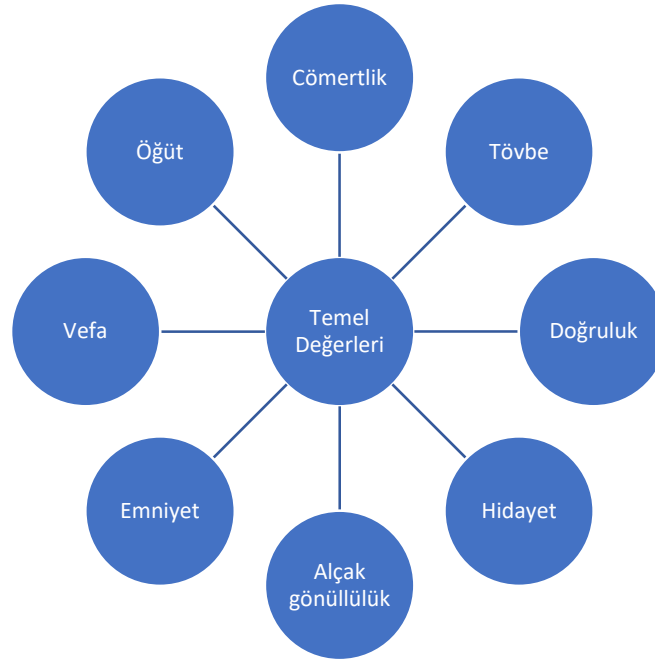 Cömertlik
Öğüt
Tövbe
Vefa
Temel
Değerleri
Doğruluk
Emniyet
Hidayet
Alçak
gönüllülük